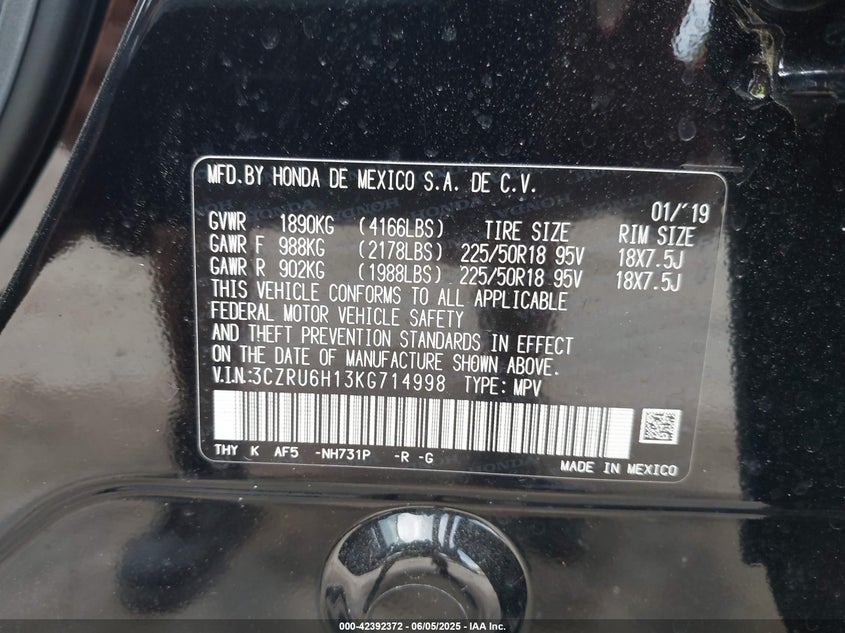 MFD.BY HONDA DE MEXICO S.A. DE C.V.
01/'19
GVWR 1890KG (4166LBS) TIRE SIZE RIM SIZE
GAWR F 988KG (2178LBS) 225/50R18 95V 18X7.5J
GAWR R 902KG (1988LBS) 225/50R18 95V 18X7.5J
THIS VEHICLE CONFORMS TO ALL APPLICABLE
FEDERAL MOTOR VEHICLE SAFETY
AND THEFT PREVENTION STANDARDS IN EFFECT
ON THE DATE OF MANUFACTURE SHOWN ABOVE.
V.I.N.:3CZRU6H13KG714998 TYPE: MPV
THY K AF5 -NH731P -R -G
MADE IN MEXICO
000-42392372 - 06/05/2025 - IAA Inc.